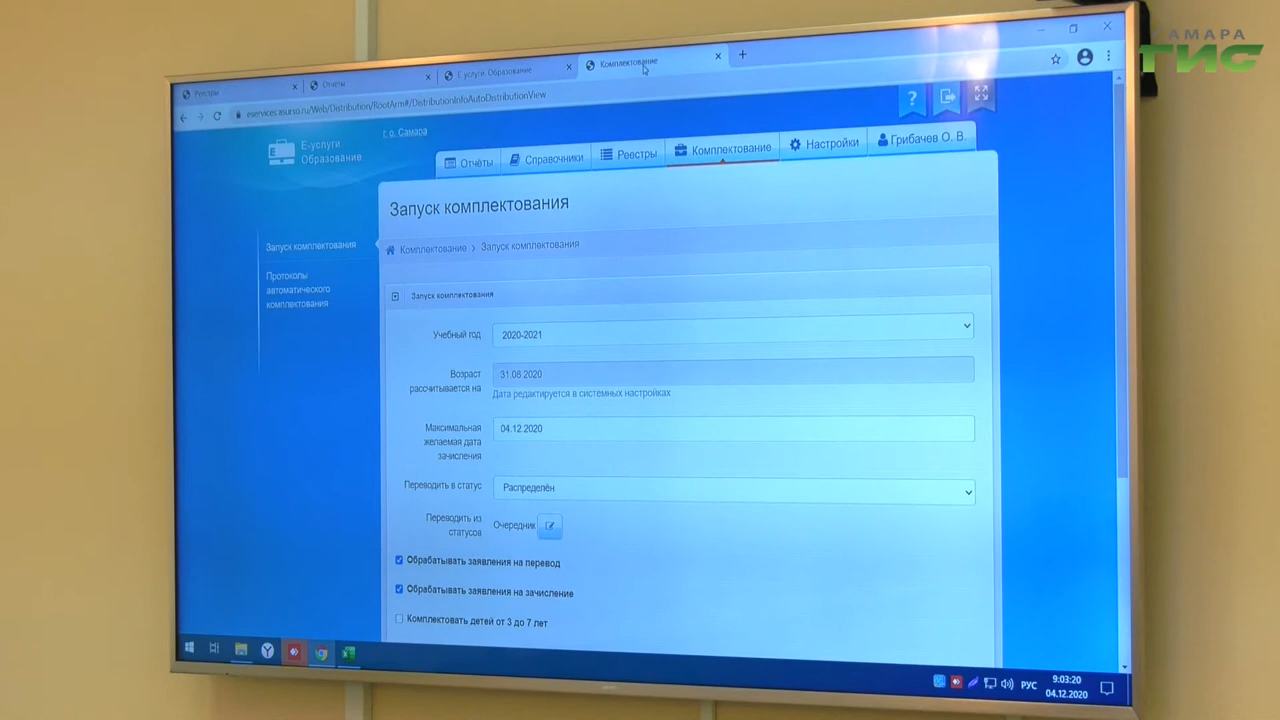 САМАРА
ТИС
Реестры
Отчёты
Е-услуги. Образование
Комплектование
eservices.asurso.ru/Web/Distribution/RootArm#/DistributionInfoAutoDistributionView
Е-услуги
Образование
г. о. Самара
Отчёты
Справочники
Реестры
Комплектование
Настройки
Грибачев О. В.
Запуск комплектования
Запуск комплектования
Протоколы
автоматического
комплектования
Комплектование > Запуск комплектования
Запуск комплектования
Учебный год
2020-2021
Возраст
рассчитывается на
31.08.2020
Дата редактируется в системных настройках
Максимальная
желаемая дата
зачисления
04.12.2020
Переводить в статус
Распределён
Переводить из
статусов
Очередник
Обрабатывать заявления на перевод
Обрабатывать заявления на зачисление
Комплектовать детей от 3 до 7 лет
РУС
9:03:20
04.12.2020